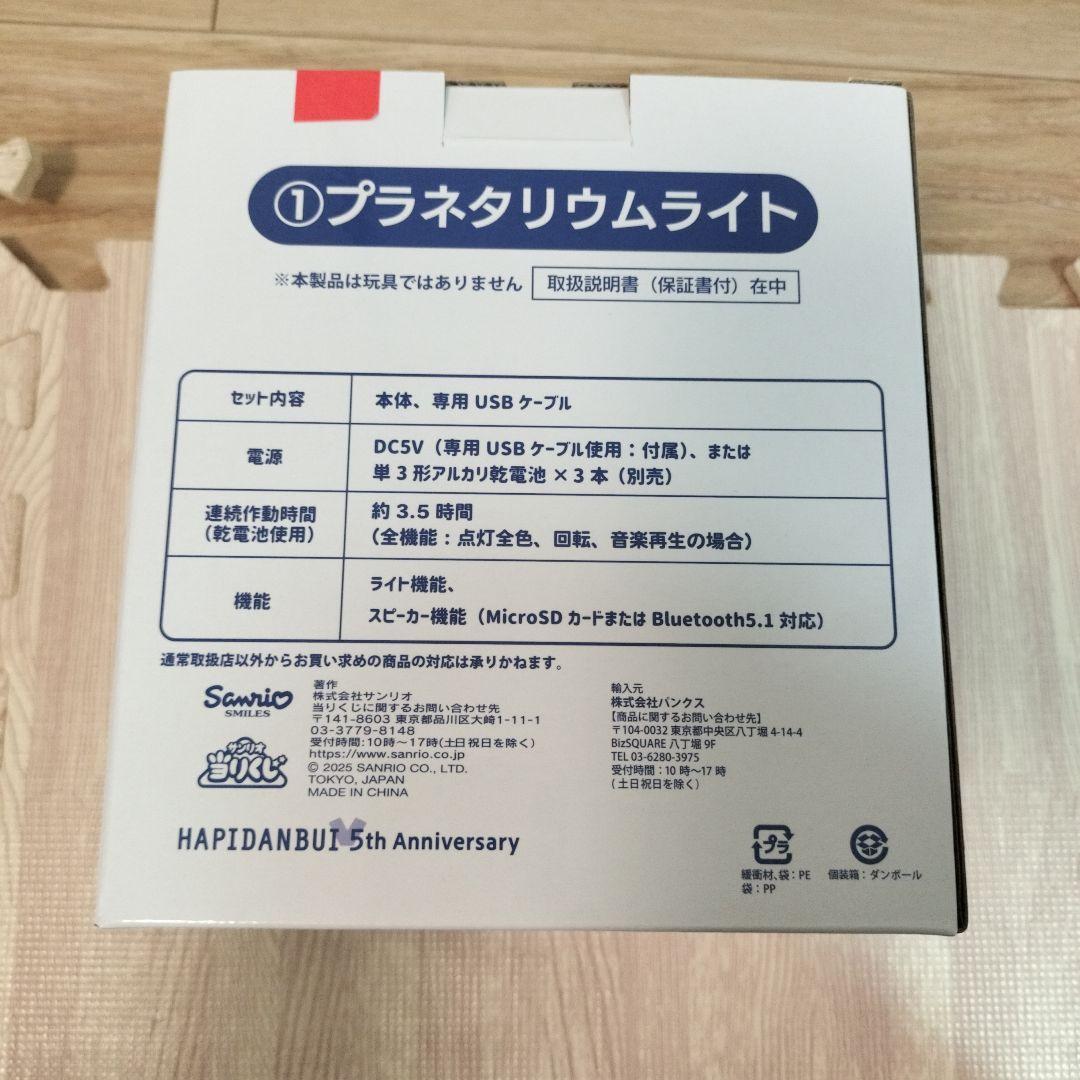 ①プラネタリウムライト
※本製品は玩具ではありません 取扱説明書（保証書付）在中
セット内容 本体、専用 USB ケーブル
電源 DC5V（専用 USB ケーブル使用：付属）、または
単3形アルカリ乾電池×3本（別売）
連続作動時間
（乾電池使用）
約 3.5 時間
（全機能：点灯全色、回転、音楽再生の場合）
機能 ライト機能、
スピーカー機能（MicroSD カードまたは Bluetooth5.1 対応）
通常取扱店以外からお買い求めの商品の対応は承りかねます。
Sanrio
SMILES
サンリオ
当りくじ
著作
株式会社サンリオ
当りくじに関するお問い合わせ先
〒141-8603 東京都品川区大崎1-11-1
03-3779-8148
受付時間:10時～17時(土日祝日を除く)
https://www.sanrio.co.jp
© 2025 SANRIO CO., LTD.
TOKYO, JAPAN
MADE IN CHINA
輸入元
株式会社バンクス
【商品に関するお問い合わせ先】
〒104-0032 東京都中央区八丁堀 4-14-4
BizSQUARE 八丁堀 9F
TEL 03-6280-3975
受付時間：10 時～17 時
（土日祝日を除く）
HAPIDANBUI 5th Anniversary
プラ
緩衝材、袋：PE
袋：PP
個装箱：ダンボール